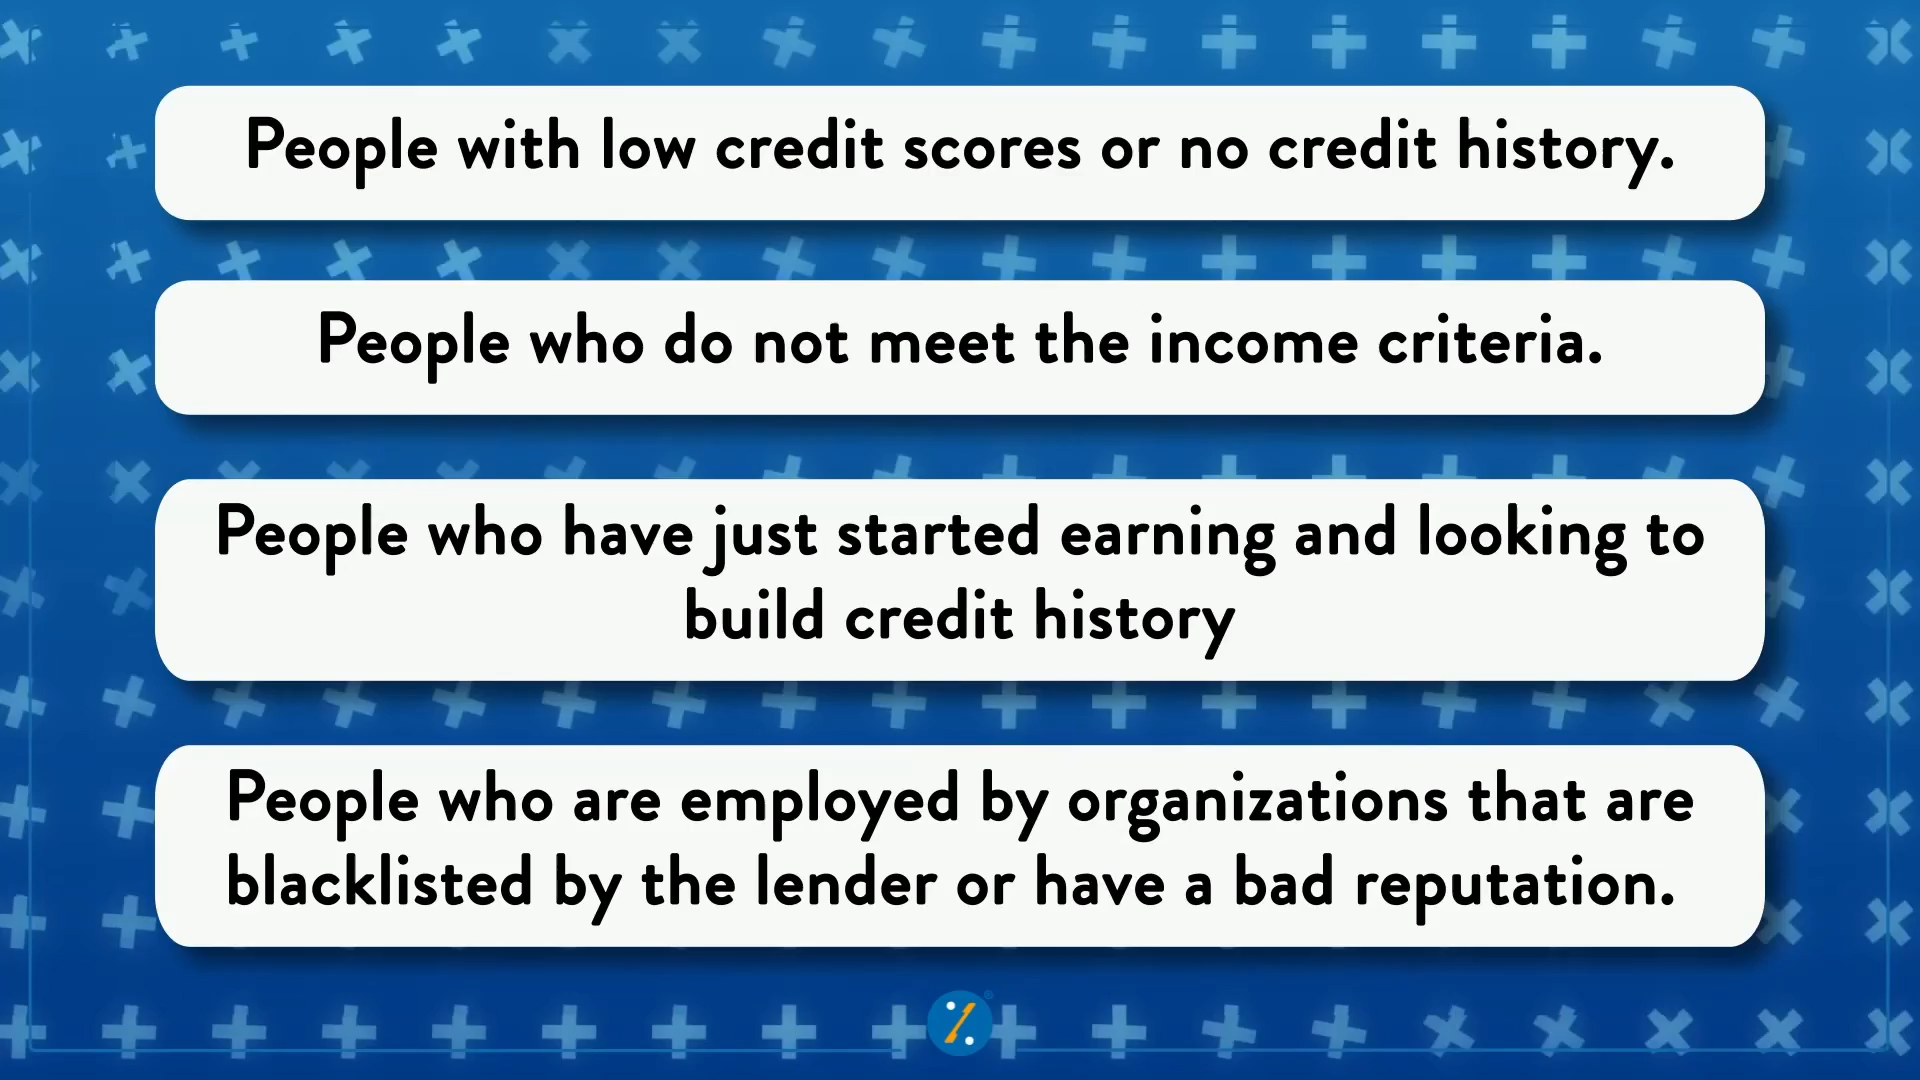 People with low credit scores or no credit history.
People who do not meet the income criteria.
People who have just started earning and looking to
build credit history
People who are employed by organizations that are
blacklisted by the lender or have a bad reputation.